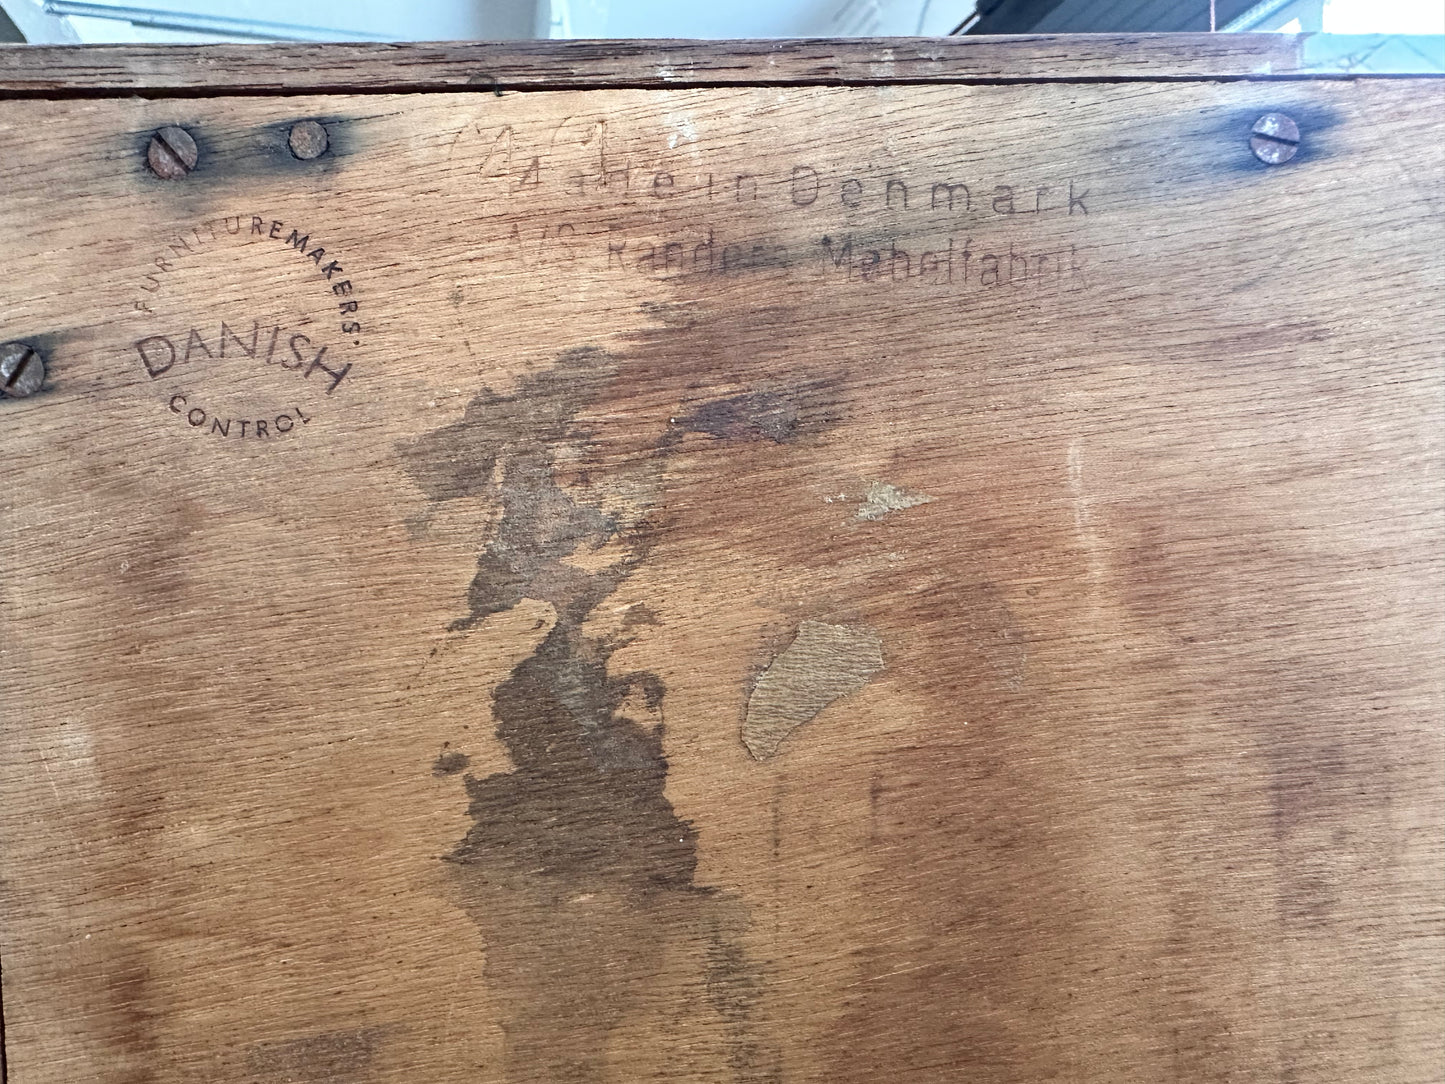 FURNITUREMAKERS'
DANISH
CONTROL
Made in Denmark
A/S Randers Møbelfabrik